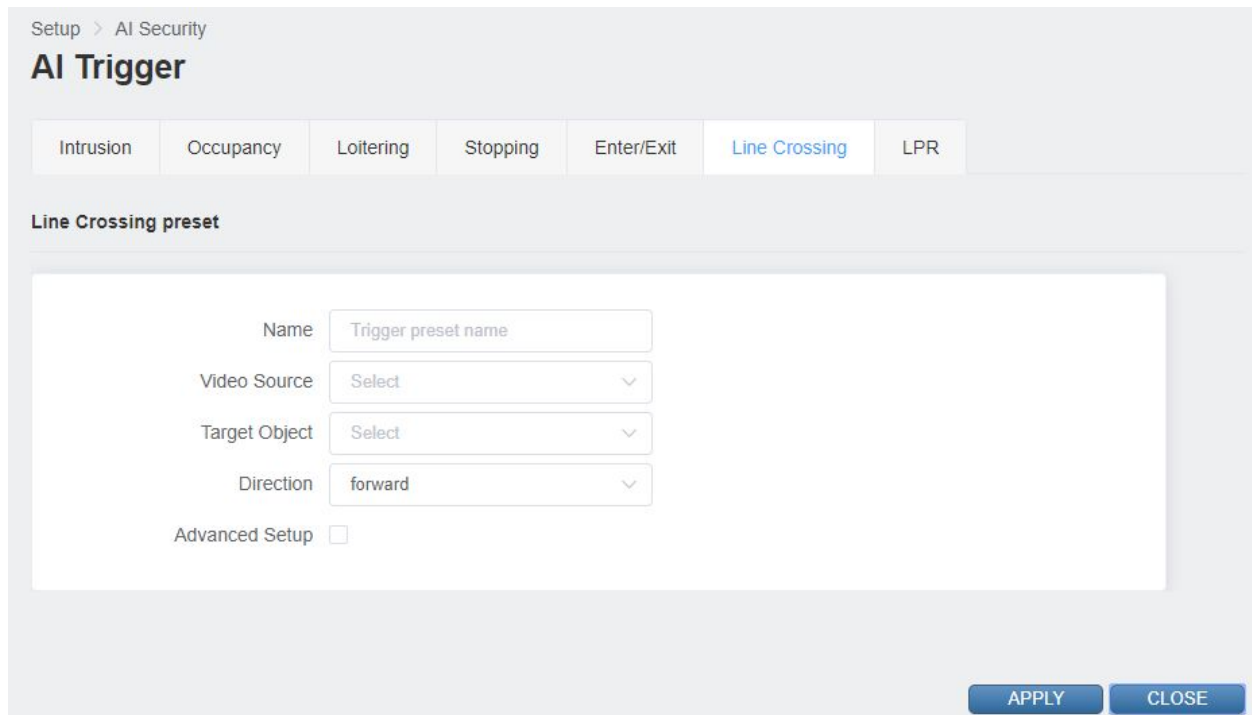 Setup > AI Security
AI Trigger
Intrusion Occupancy Loitering Stopping Enter/Exit Line Crossing LPR
Line Crossing preset
Name Trigger preset name
Video Source Select
Target Object Select
Direction forward
Advanced Setup
APPLY CLOSE